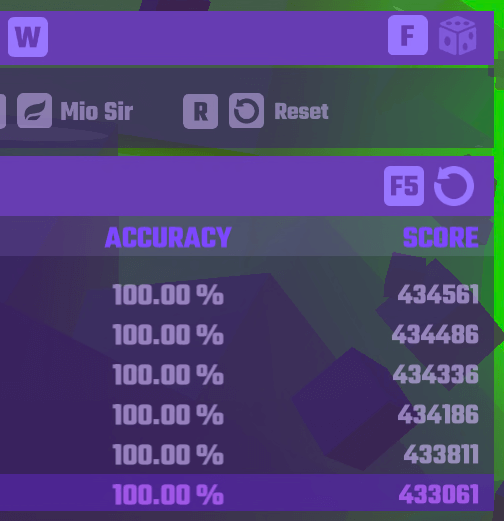 W F
Mio Sir R Reset
F5
ACCURACY SCORE
100.00 % 434561
100.00 % 434486
100.00 % 434336
100.00 % 434186
100.00 % 433811
100.00 % 433061